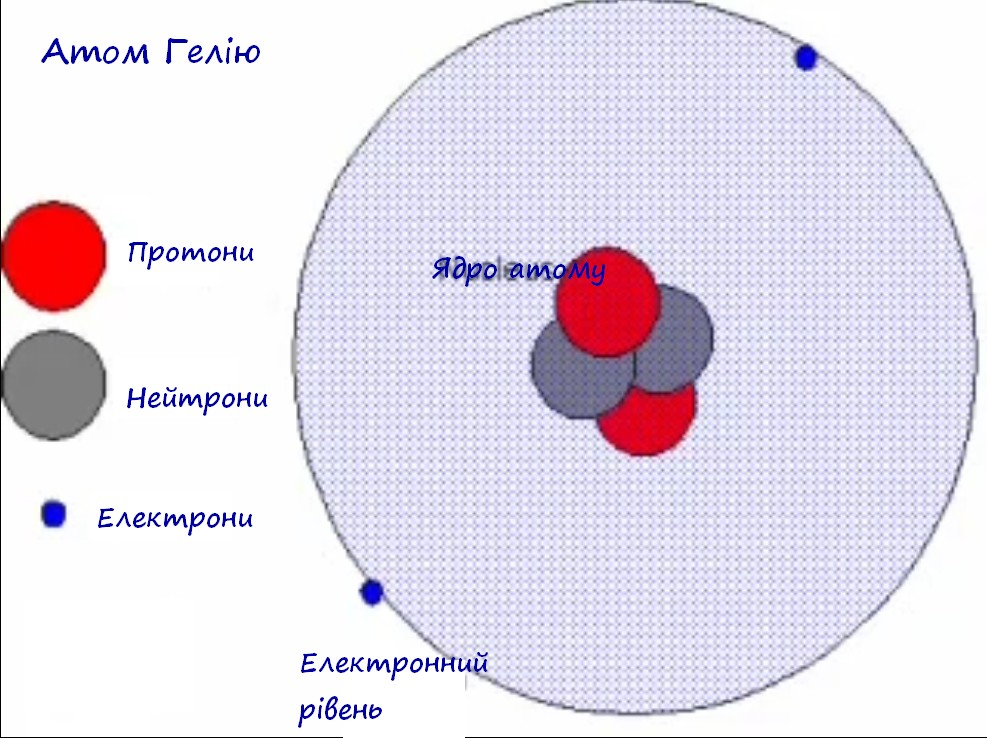 Атом Гелію
Протони
Ядро атому
Нейтрони
Електрони
Електронний
рівень